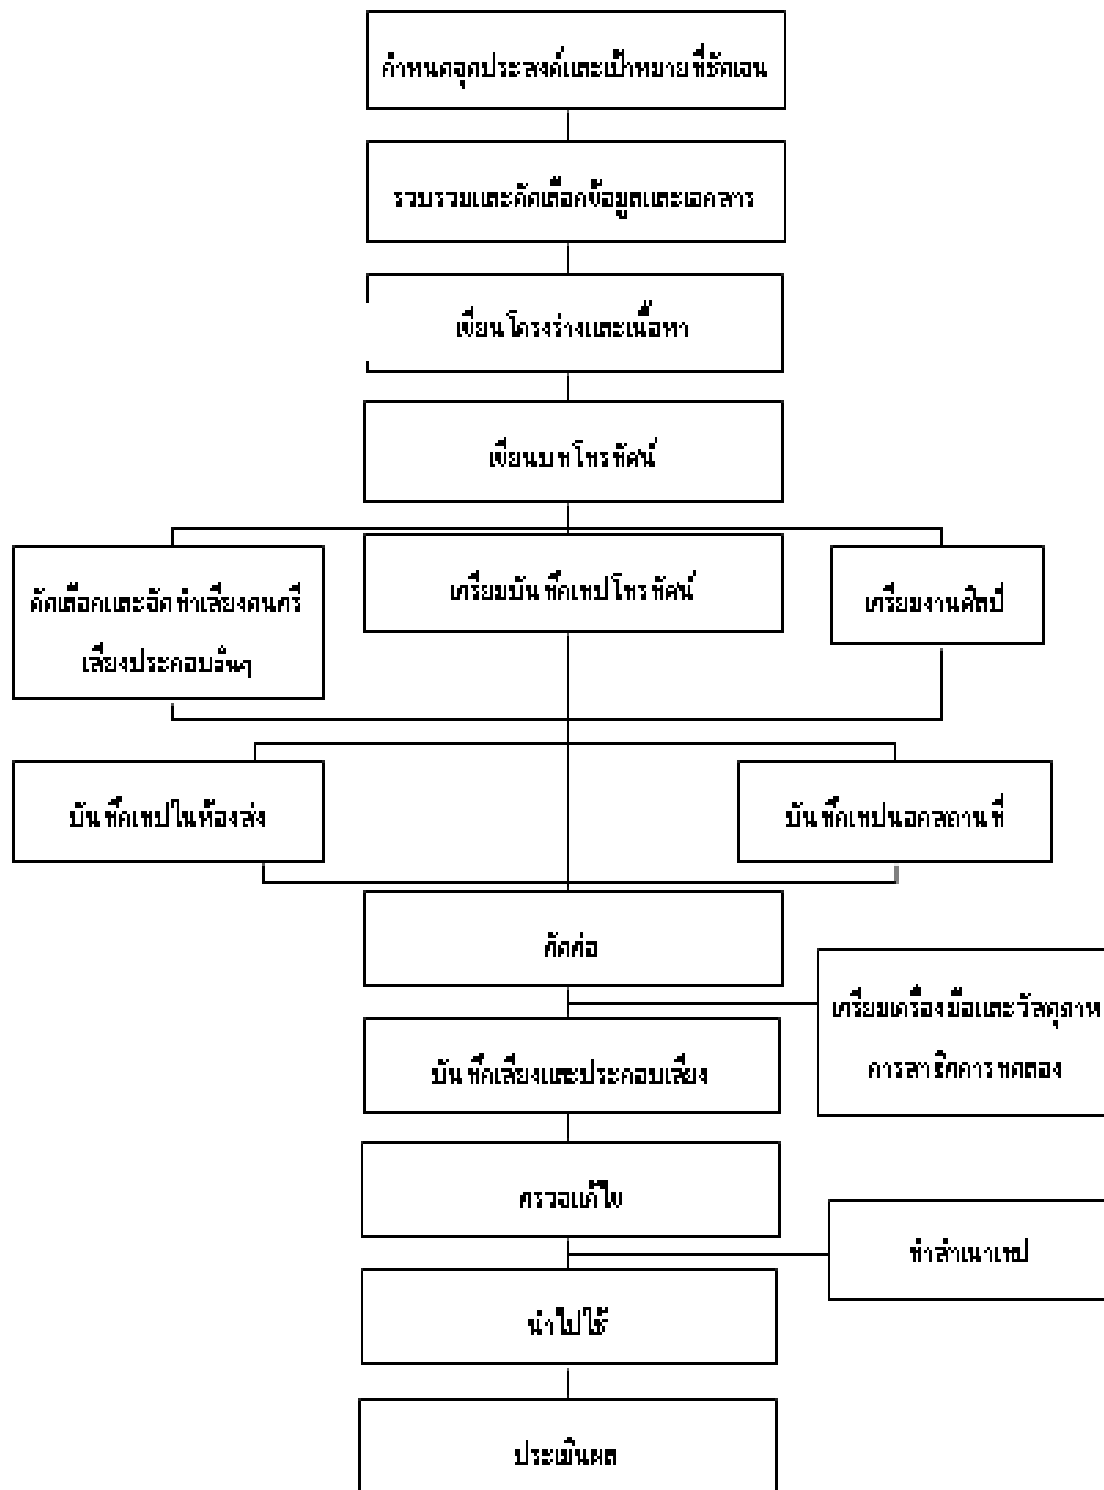 กำหนดจุดประสงค์และเป้าหมายที่ชัดเจน
รวบรวมและคัดเลือกข้อมูลและเอกสาร
เขียนโครงร่างและเนื้อหา
เขียนบทโทรทัศน์
คัดเลือกและจัดทำเสียงดนตรี
เสียงประกอบอื่นๆ
เตรียมบันทึกเทปโทรทัศน์
เตรียมงานศิลป์
บันทึกเทปในห้องส่ง
บันทึกเทปนอกสถานที่
ตัดต่อ
เตรียมเครื่องมือและวัสดุภาพ
การสาธิตการทดลอง
บันทึกเสียงและประกอบเสียง
ตรวจแก้ไข
ทำสำเนาเทป
นำไปใช้
ประเมินผล